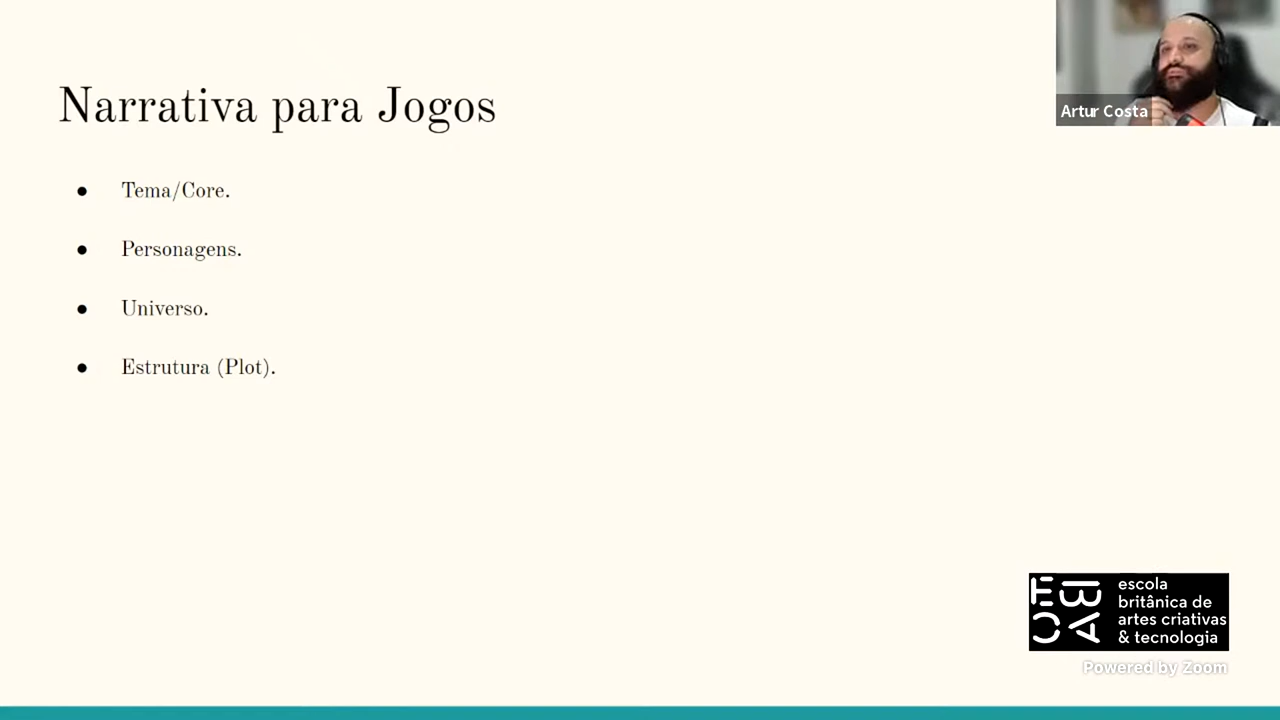 Narrativa para Jogos
Artur Costa
● Tema/Core.
● Personagens.
● Universo.
● Estrutura (Plot).
EBAC
escola
britânica de
artes criativas
& tecnologia
Powered by Zoom